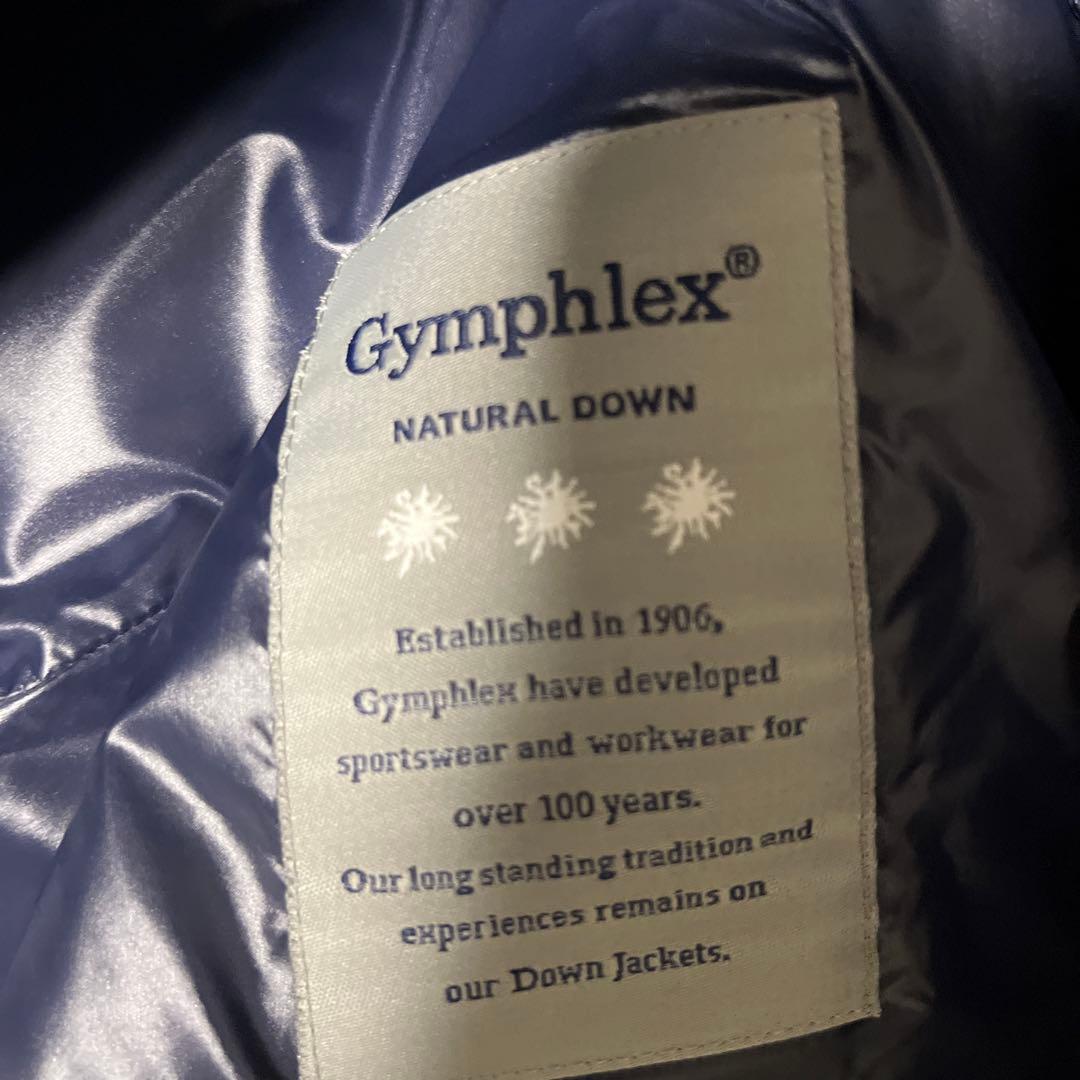 Gymphlex®
NATURAL DOWN
Established in 1906,
Gymphlex have developed
sportswear and workwear for
over 100 years.
Our long standing tradition and
experiences remains on
our Down Jackets.